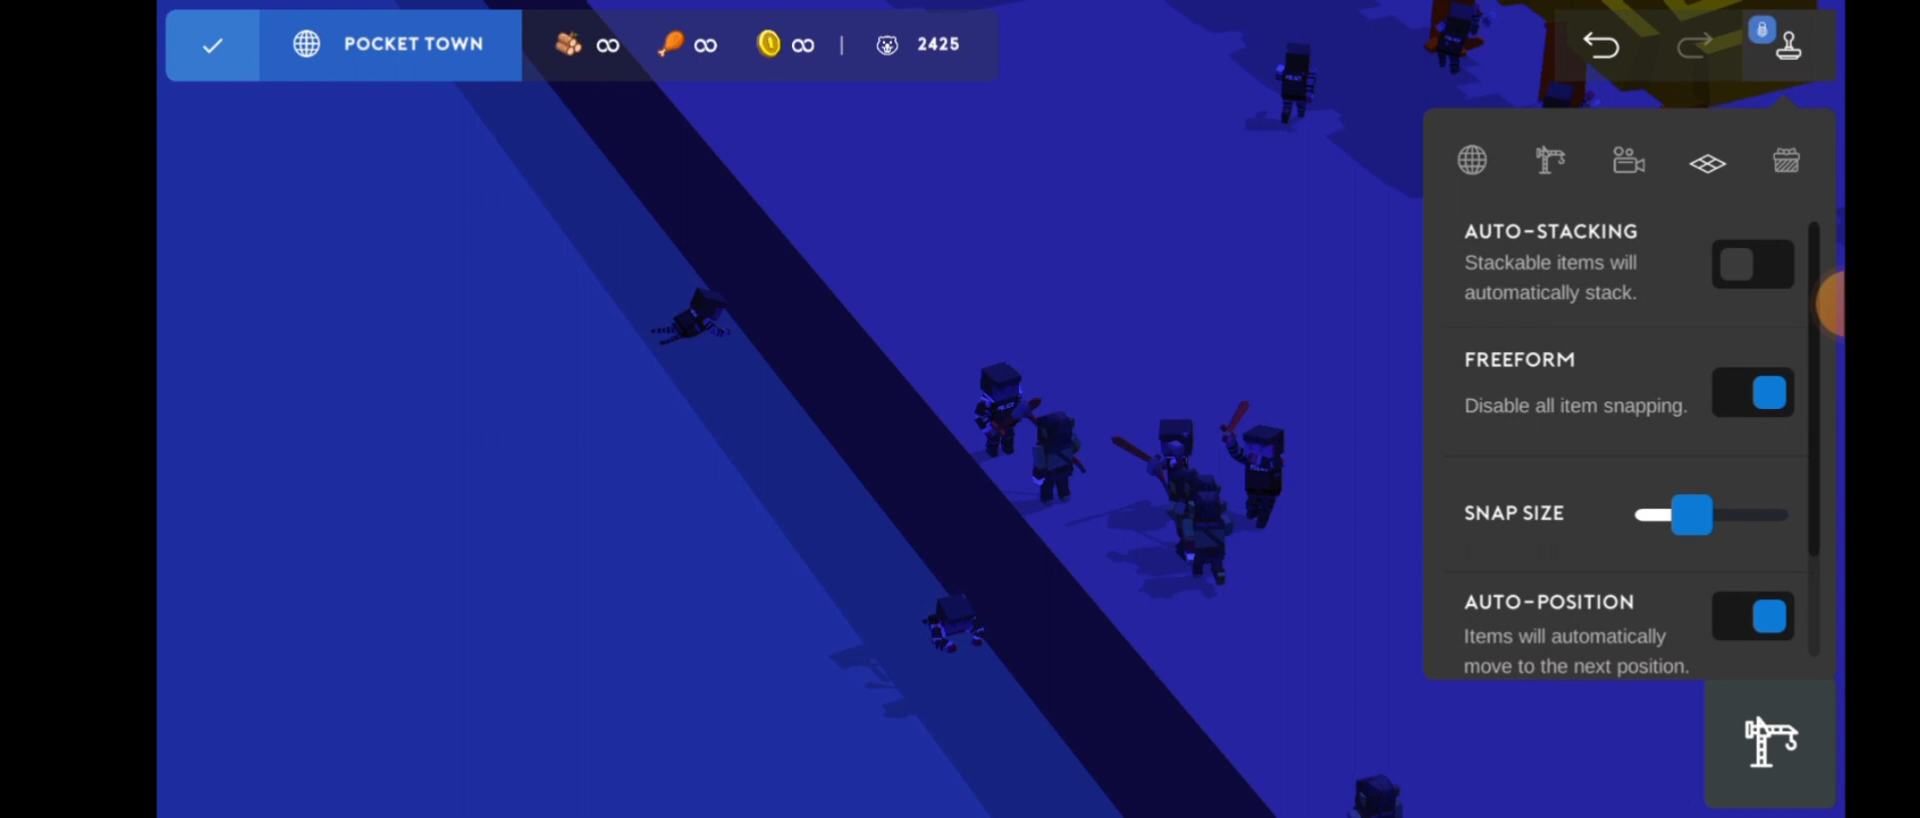 POCKET TOWN
∞
∞
∞
|
2425
AUTO-STACKING
Stackable items will
automatically stack.
FREEFORM
Disable all item snapping.
SNAP SIZE
AUTO-POSITION
Items will automatically
move to the next position.